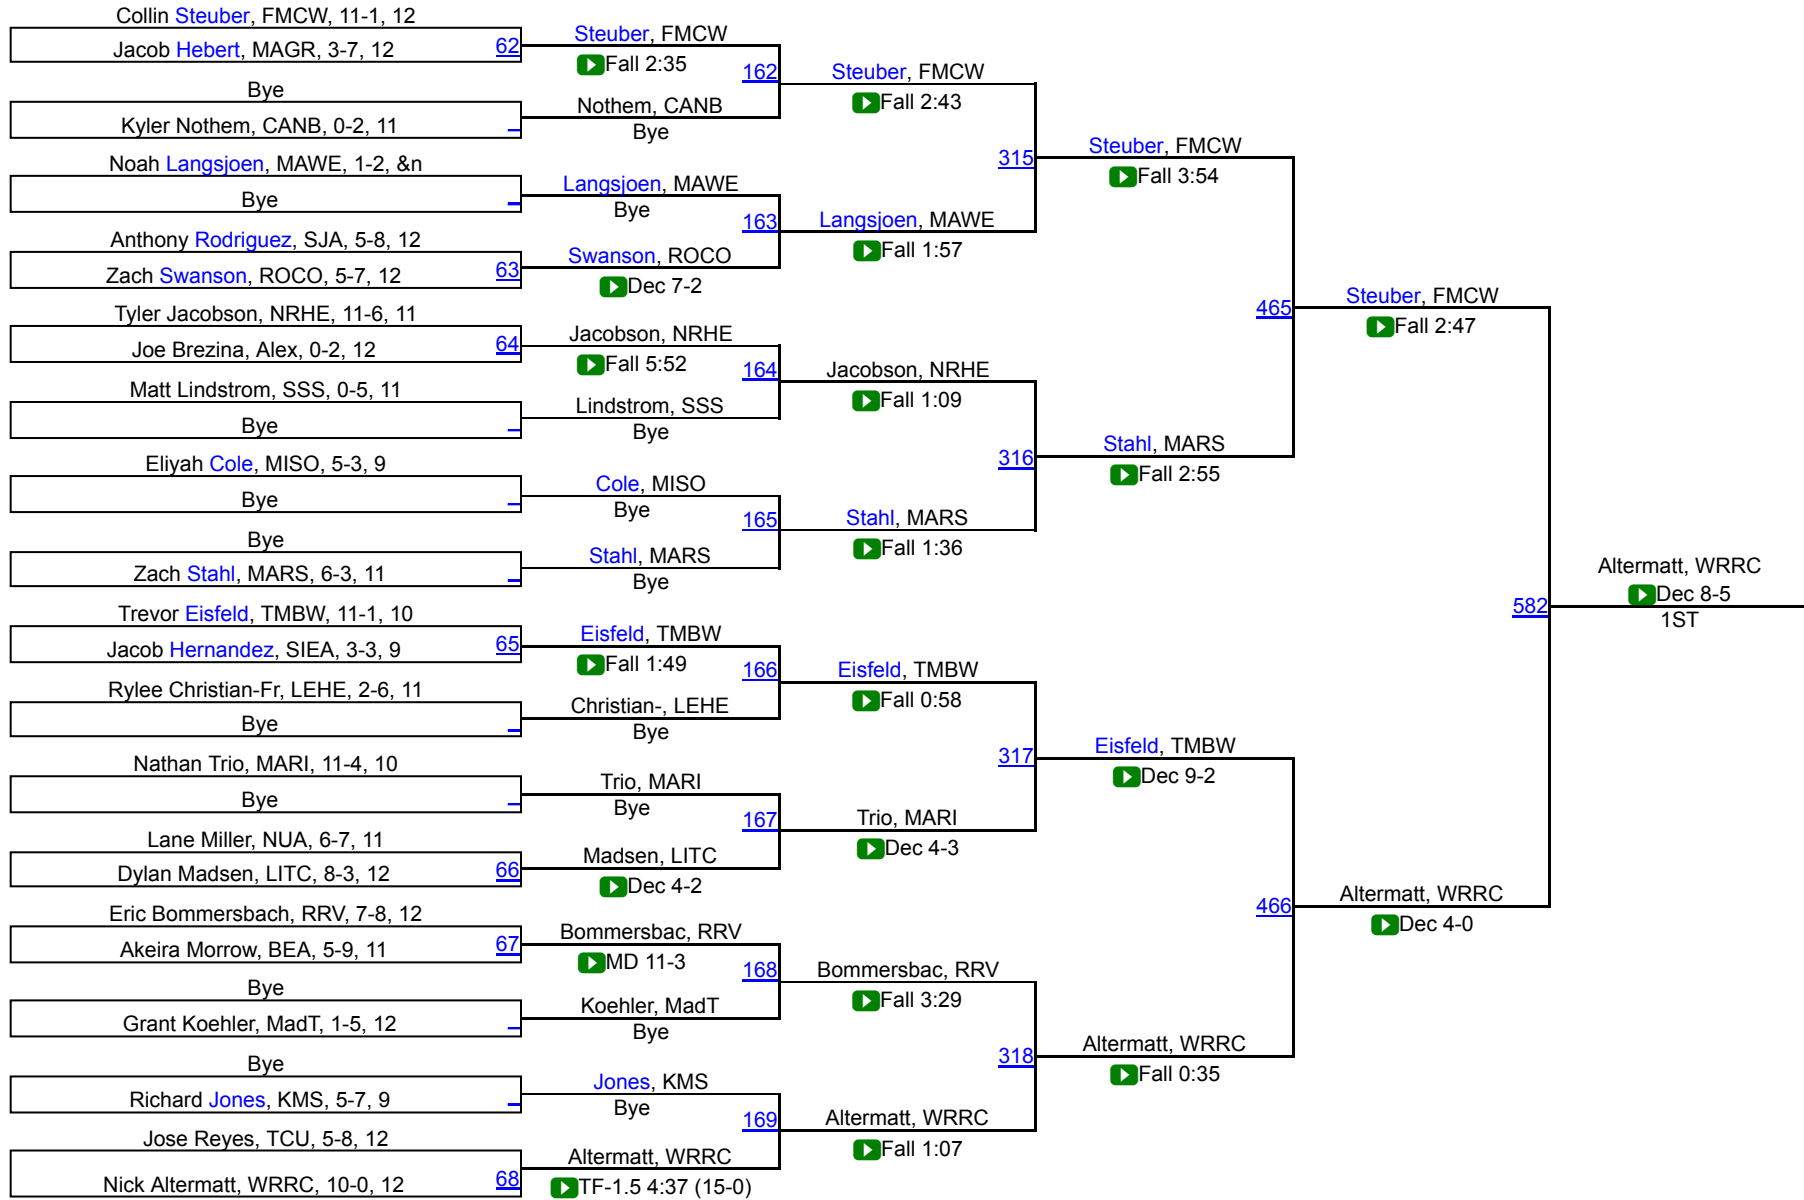 Collin Steuber, FMCW, 11-1, 12
Jacob Hebert, MAGR, 3-7, 12
62
Bye
Kyler Nothem, CANB, 0-2, 11
Noah Langsjoen, MAWE, 1-2, &n
Bye
Anthony Rodriguez, SJA, 5-8, 12
Zach Swanson, ROCO, 5-7, 12
63
Tyler Jacobson, NRHE, 11-6, 11
Joe Brezina, Alex, 0-2, 12
64
Matt Lindstrom, SSS, 0-5, 11
Bye
Eliyah Cole, MISO, 5-3, 9
Bye
Bye
Zach Stahl, MARS, 6-3, 11
Trevor Eisfeld, TMBW, 11-1, 10
Jacob Hernandez, SIEA, 3-3, 9
65
Rylee Christian-Fr, LEHE, 2-6, 11
Bye
Nathan Trio, MARI, 11-4, 10
Bye
Lane Miller, NUA, 6-7, 11
Dylan Madsen, LITC, 8-3, 12
66
Eric Bommersbach, RRV, 7-8, 12
Akeira Morrow, BEA, 5-9, 11
67
Bye
Grant Koehler, MadT, 1-5, 12
Bye
Richard Jones, KMS, 5-7, 9
Jose Reyes, TCU, 5-8, 12
Nick Altermatt, WRRC, 10-0, 12
68
Steuber, FMCW
Fall 2:35
162
Nothem, CANB
Bye
Langsjoen, MAWE
Bye
163
Swanson, ROCO
Dec 7-2
Jacobson, NRHE
Fall 5:52
164
Lindstrom, SSS
Bye
Cole, MISO
Bye
165
Stahl, MARS
Bye
Eisfeld, TMBW
Fall 1:49
166
Christian-, LEHE
Bye
Trio, MARI
Bye
167
Madsen, LITC
Dec 4-2
Bommersbac, RRV
MD 11-3
168
Koehler, MadT
Bye
Jones, KMS
Bye
169
Altermatt, WRRC
TF-1.5 4:37 (15-0)
Steuber, FMCW
Fall 2:43
315
Langsjoen, MAWE
Fall 1:57
Jacobson, NRHE
Fall 1:09
316
Stahl, MARS
Fall 1:36
Eisfeld, TMBW
Fall 0:58
317
Trio, MARI
Dec 4-3
Bommersbac, RRV
Fall 3:29
318
Altermatt, WRRC
Fall 1:07
Steuber, FMCW
Fall 3:54
465
Stahl, MARS
Fall 2:55
Eisfeld, TMBW
Dec 9-2
466
Altermatt, WRRC
Fall 0:35
Steuber, FMCW
Fall 2:47
582
Altermatt, WRRC
Dec 4-0
Altermatt, WRRC
Dec 8-5
1ST